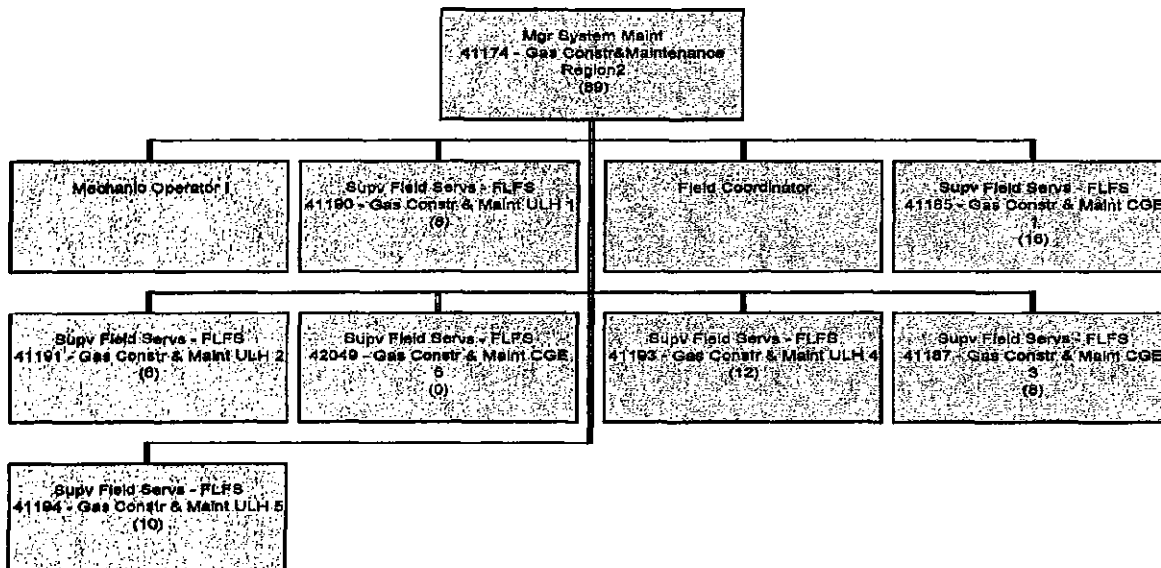 Mgr System Maint
41174 - Gas Constr&Maintenance
Region2
(89)
Mechanic Operator I
Supv Field Servs - FLFS
41190 - Gas Constr & Maint ULH 1
Field Coordinator
Supv Field Servs - FLFS
41185 - Gas Constr & Maint CGE
1
(16)
Supv Field Servs - FLFS
41191 - Gas Constr & Maint ULH 2
Supv Field Servs - FLFS
42049 - Gas Constr & Maint CGE
(0)
Supv Field Servs - FLFS
41193 - Gas Constr & Maint ULH 4
(12)
Supv Field Servs - FLFS
41187 - Gas Constr & Maint CGE
3
(8)
Supv Field Servs - FLFS
41194 - Gas Constr & Maint ULH 5
(10)